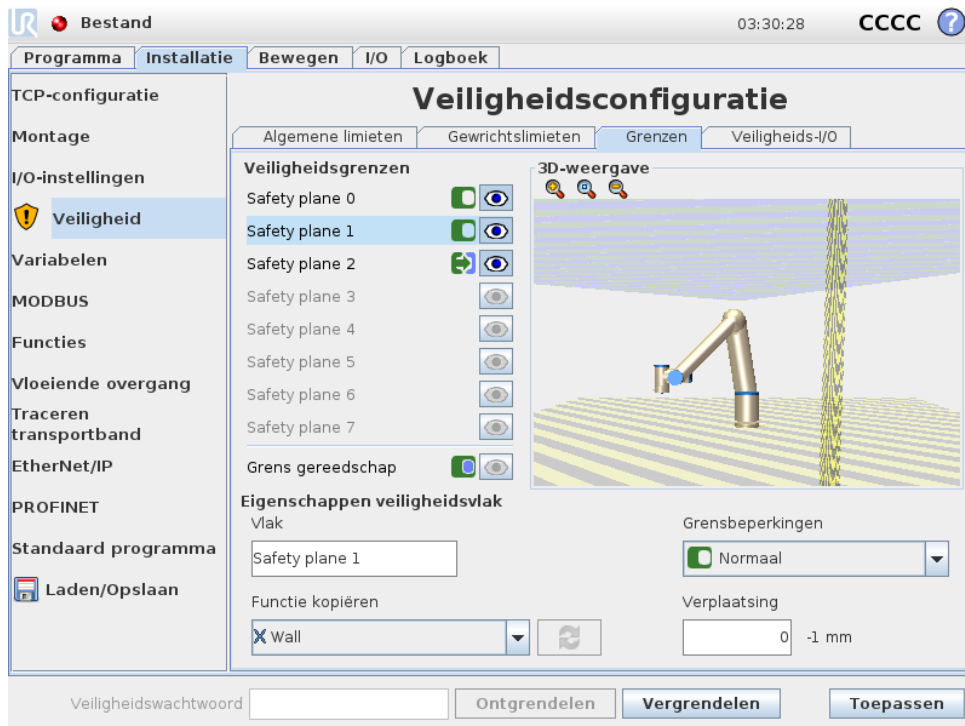 UR Bestand 03:30:28 CCCC ?
Programma Installatie Bewegen I/O Logboek
TCP-configuratie
Montage
I/O-instellingen
Veiligheid
Variabelen
MODBUS
Functies
Vloeiende overgang
Traceren
transportband
EtherNet/IP
PROFINET
Standaard programma
Laden/Opslaan
Veiligheidsconfiguratie
Algemene limieten Gewrichtslimieten Grenzen Veiligheids-I/O
Veiligheidsgrenzen
Safety plane 0
Safety plane 1
Safety plane 2
Safety plane 3
Safety plane 4
Safety plane 5
Safety plane 6
Safety plane 7
Grens gereedschap
3D-weergave
Eigenschappen veiligheidsvlak
Vlak
Safety plane 1
Grensbeperkingen
Normaal
Functie kopiëren
Wall
Verplaatsing
0 -1 mm
Veiligheidswachtwoord Ontgrendelen Vergrendelen Toepassen